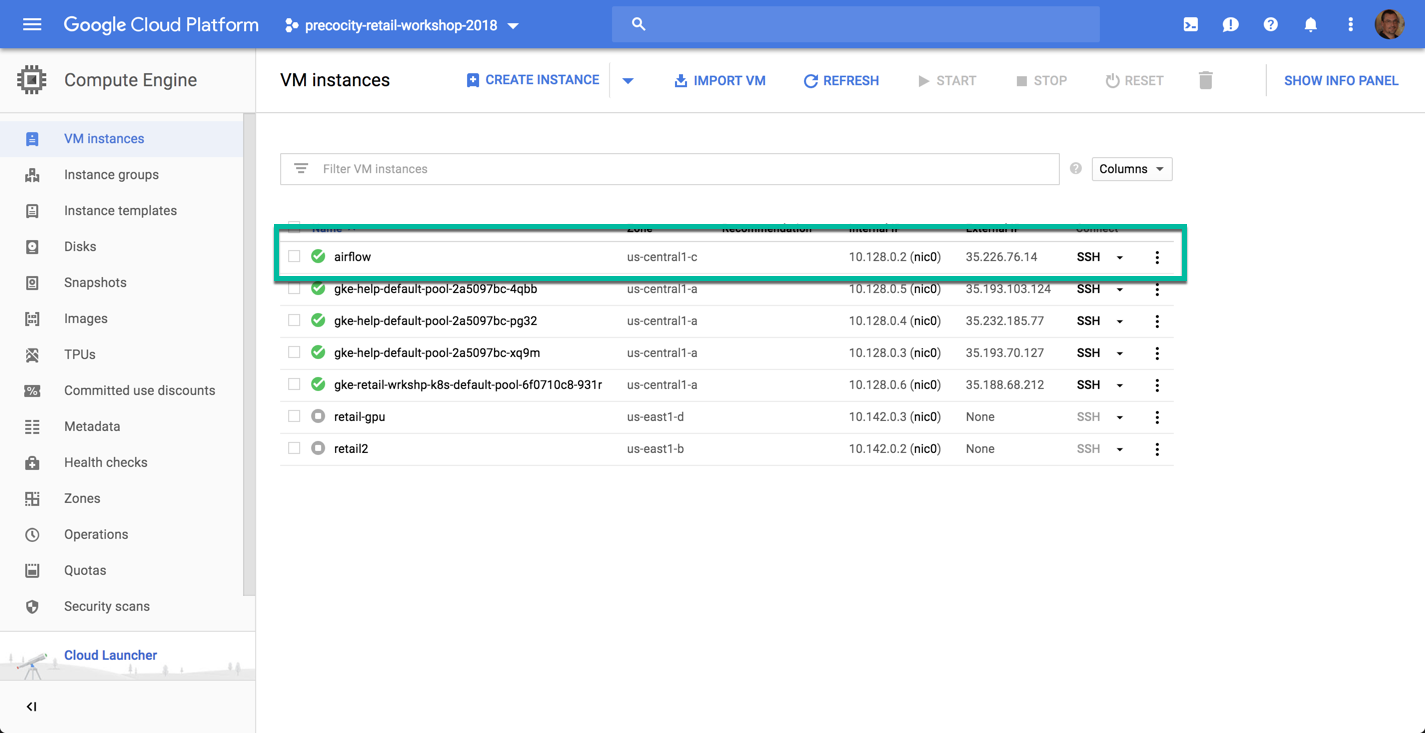 Google Cloud Platform precocity-retail-workshop-2018
Compute Engine
VM instances CREATE INSTANCE IMPORT VM REFRESH START STOP RESET SHOW INFO PANEL
VM instances
Instance groups
Instance templates
Disks
Snapshots
Images
TPUs
Committed use discounts
Metadata
Health checks
Zones
Operations
Quotas
Security scans
Cloud Launcher
Filter VM instances Columns
Name Zone Recommendation Internal IP External IP Connect
airflow us-central1-c 10.128.0.2 (nic0) 35.226.76.14 SSH
gke-help-default-pool-2a5097bc-4qbb us-central1-a 10.128.0.5 (nic0) 35.193.103.124 SSH
gke-help-default-pool-2a5097bc-pg32 us-central1-a 10.128.0.4 (nic0) 35.232.185.77 SSH
gke-help-default-pool-2a5097bc-xq9m us-central1-a 10.128.0.3 (nic0) 35.193.70.127 SSH
gke-retail-wrkshp-k8s-default-pool-6f0710c8-931r us-central1-a 10.128.0.6 (nic0) 35.188.68.212 SSH
retail-gpu us-east1-d 10.142.0.3 (nic0) None SSH
retail2 us-east1-b 10.142.0.2 (nic0) None SSH